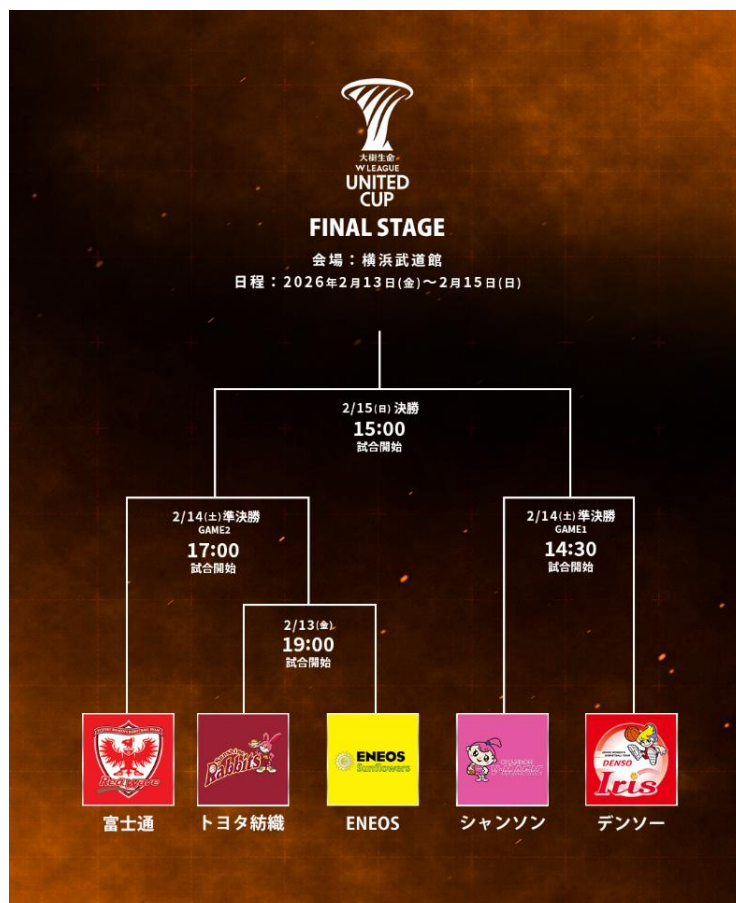 大樹生命
W LEAGUE
UNITED
CUP
FINAL STAGE
会場：横浜武道館
日程：2026年2月13日(金)〜2月15日(日)
2/15(日) 決勝
15:00
試合開始
2/14(土)準決勝
GAME2
17:00
試合開始
2/14(土)準決勝
GAME1
14:30
試合開始
2/13(金)
19:00
試合開始
RedWave
Rabbits
ENEOS
Sunflowers
DENSO
Iris
富士通
トヨタ紡織
ENEOS
シャンソン
デンソー